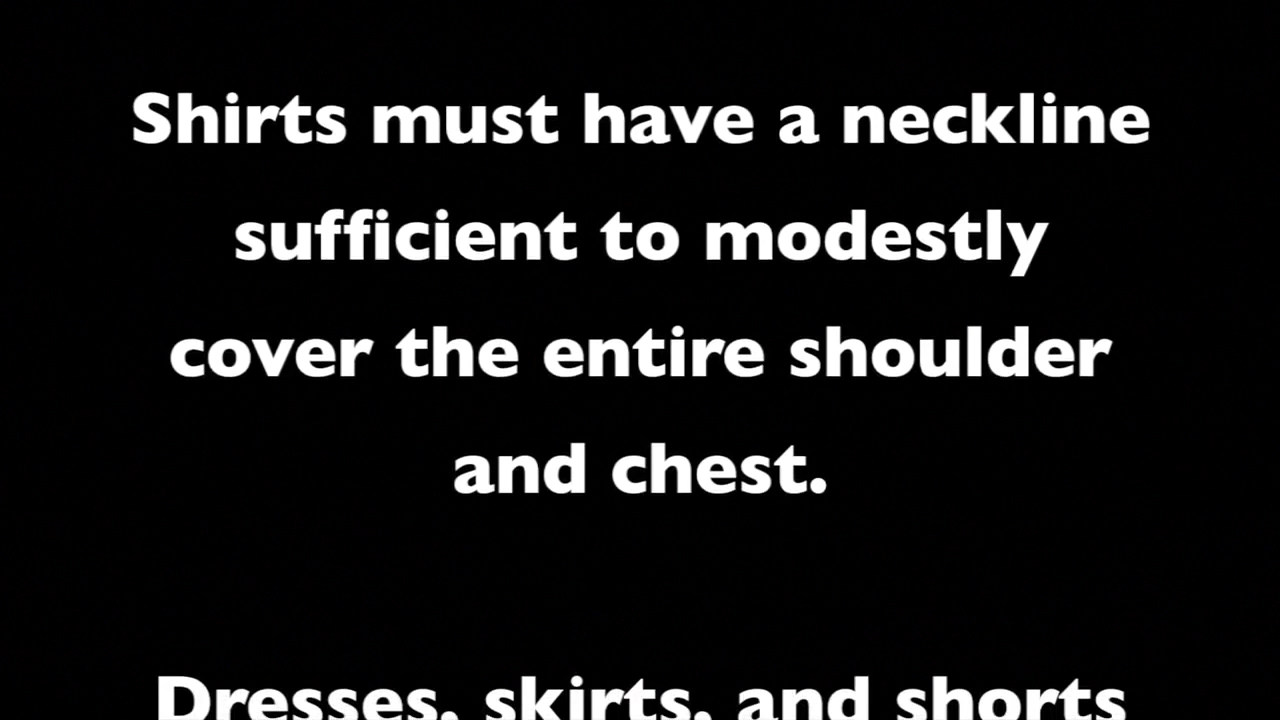 Shirts must have a neckline
sufficient to modestly
cover the entire shoulder
and chest.
Dresses, skirts, and shorts